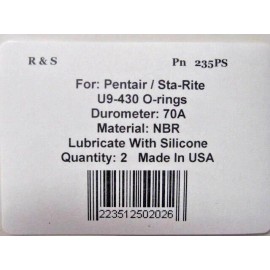 R & S Pn 235PS
For: Pentair / Sta-Rite
U9-430 O-rings
Durometer: 70A
Material: NBR
Lubricate With Silicone
Quantity: 2 Made In USA
223512502026